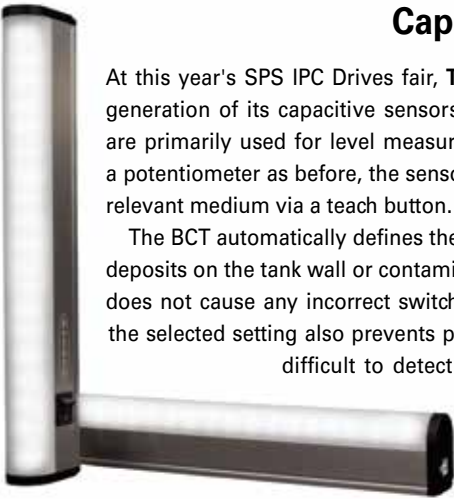 Cap
At this year's SPS IPC Drives fair, T
generation of its capacitive sensors
are primarily used for level measur
a potentiometer as before, the senso
relevant medium via a teach button.
The BCT automatically defines the
deposits on the tank wall or contami
does not cause any incorrect switch
the selected setting also prevents p
difficult to detect